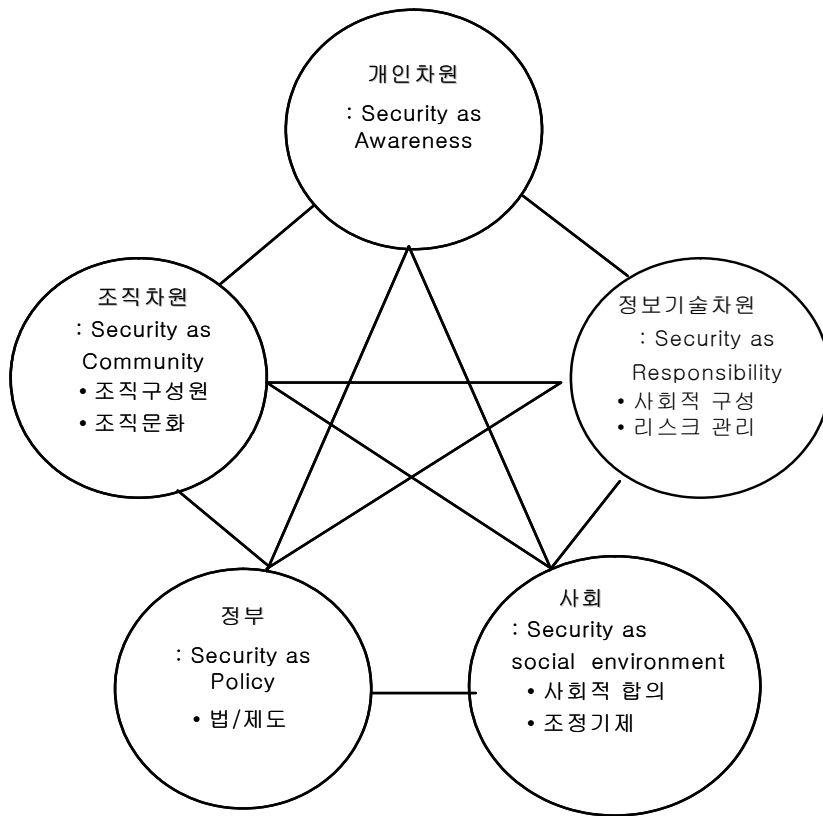 개인차원
: Security as
Awareness
조직차원
: Security as
Community
• 조직구성원
• 조직문화
정보기술차원
: Security as
Responsibility
• 사회적 구성
• 리스크 관리
정부
: Security as
Policy
• 법/제도
사회
: Security as
social environment
• 사회적 합의
• 조정기제